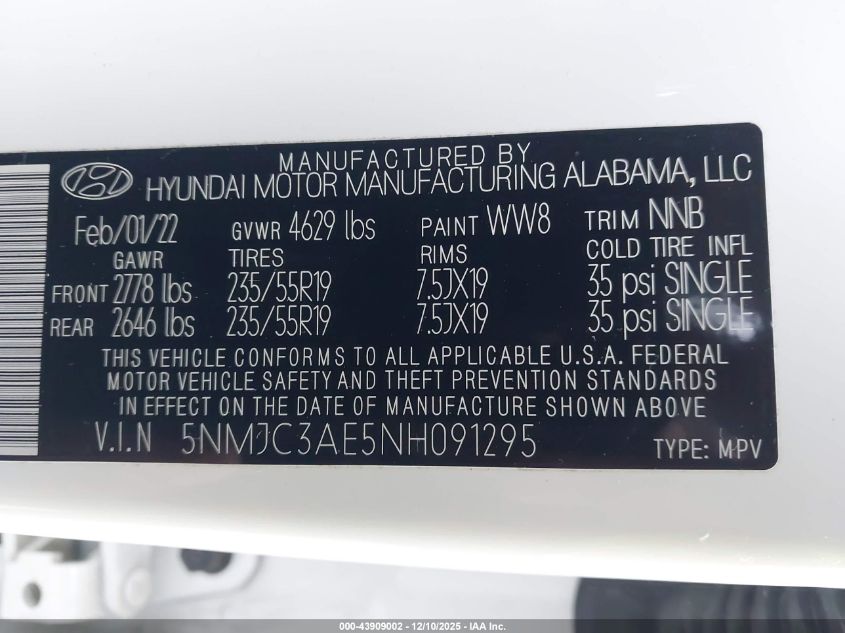 MANUFACTURED BY
HYUNDAI MOTOR MANUFACTURING ALABAMA, LLC
Feb/01/22 GVWR 4629 lbs PAINT WW8 TRIM NNB
GAWR TIRES RIMS COLD TIRE INFL
FRONT 2778 lbs 235/55R19 7.5JX19 35 psi SINGLE
REAR 2646 lbs 235/55R19 7.5JX19 35 psi SINGLE
THIS VEHICLE CONFORMS TO ALL APPLICABLE U.S.A. FEDERAL
MOTOR VEHICLE SAFETY AND THEFT PREVENTION STANDARDS
IN EFFECT ON THE DATE OF MANUFACTURE SHOWN ABOVE
V.I.N 5NMJC3AE5NH091295 TYPE: MPV
000-43909002 - 12/10/2025 - IAA Inc.